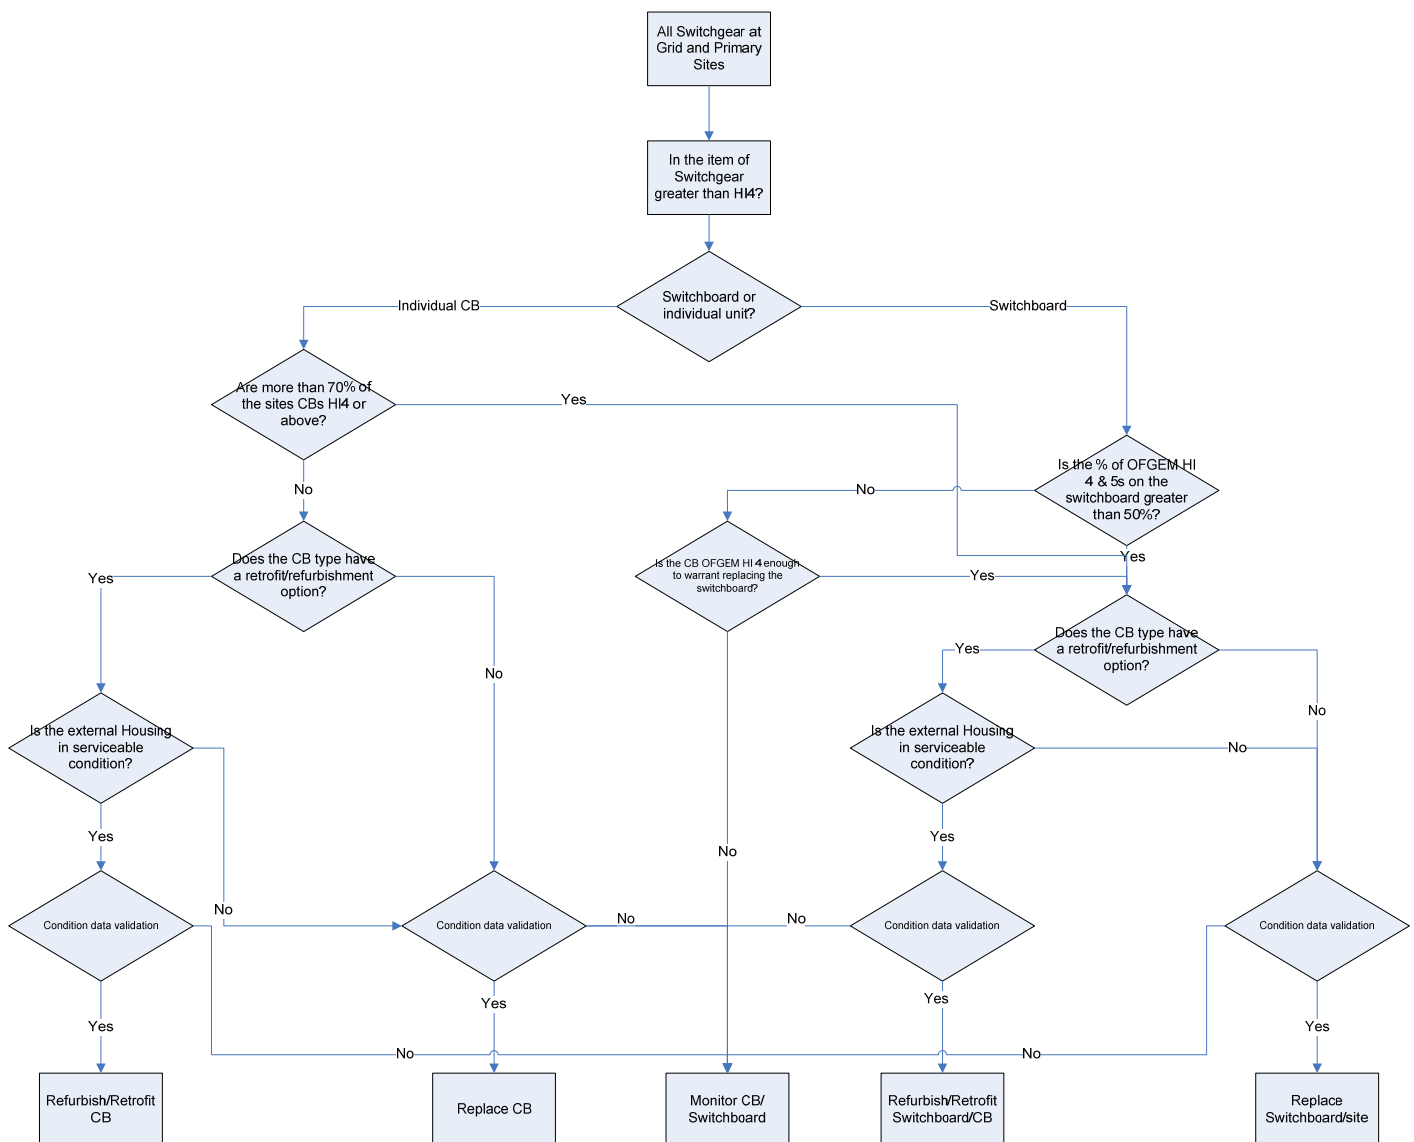 All Switchgear at
Grid and Primary
Sites
In the item of
Switchgear
greater than HI4?
Switchboard or
individual unit?
Individual CB
Switchboard
Are more than 70% of
the sites CBs HI4 or
above?
Yes
Is the % of OFGEM HI
4 & 5s on the
switchboard greater
than 50%?
No
No
Yes
Does the CB type have
a retrofit/refurbishment
option?
Yes
Is the CB OFGEM HI 4 enough
to warrant replacing the
switchboard?
Yes
Does the CB type have
a retrofit/refurbishment
option?
Yes
No
No
Is the external Housing
in serviceable
condition?
Is the external Housing
in serviceable
condition?
No
Yes
No
Yes
No
Condition data validation
Condition data validation
No
No
Condition data validation
Condition data validation
Yes
Yes
Yes
Yes
No
No
Refurbish/Retrofit
CB
Replace CB
Monitor CB/
Switchboard
Refurbish/Retrofit
Switchboard/CB
Replace
Switchboard/site